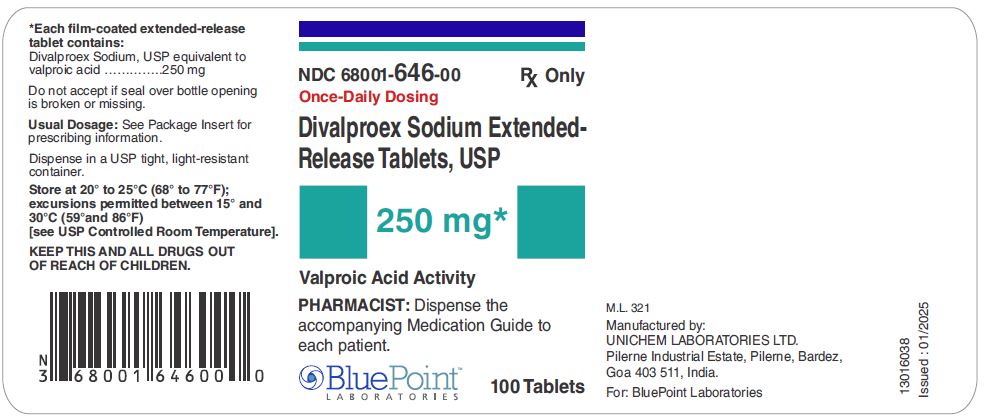 *Each film-coated extended-release
tablet contains:
Divalproex Sodium, USP equivalent to
valproic acid ..............250 mg
Do not accept if seal over bottle opening
is broken or missing.
Usual Dosage: See Package Insert for
prescribing information.
Dispense in a USP tight, light-resistant
container.
Store at 20° to 25°C (68° to 77°F);
excursions permitted between 15° and
30°C (59°and 86°F)
[see USP Controlled Room Temperature].
KEEP THIS AND ALL DRUGS OUT
OF REACH OF CHILDREN.
N
3 68001 64600 0
NDC 68001-646-00
Rx Only
Once-Daily Dosing
Divalproex Sodium Extended-
Release Tablets, USP
250 mg*
Valproic Acid Activity
PHARMACIST: Dispense the
accompanying Medication Guide to
each patient.
BluePoint™
LABORATORIES
100 Tablets
M.L. 321
Manufactured by:
UNICHEM LABORATORIES LTD.
Pilerne Industrial Estate, Pilerne, Bardez,
Goa 403 511, India.
For: BluePoint Laboratories
13016038
Issued : 01/2025